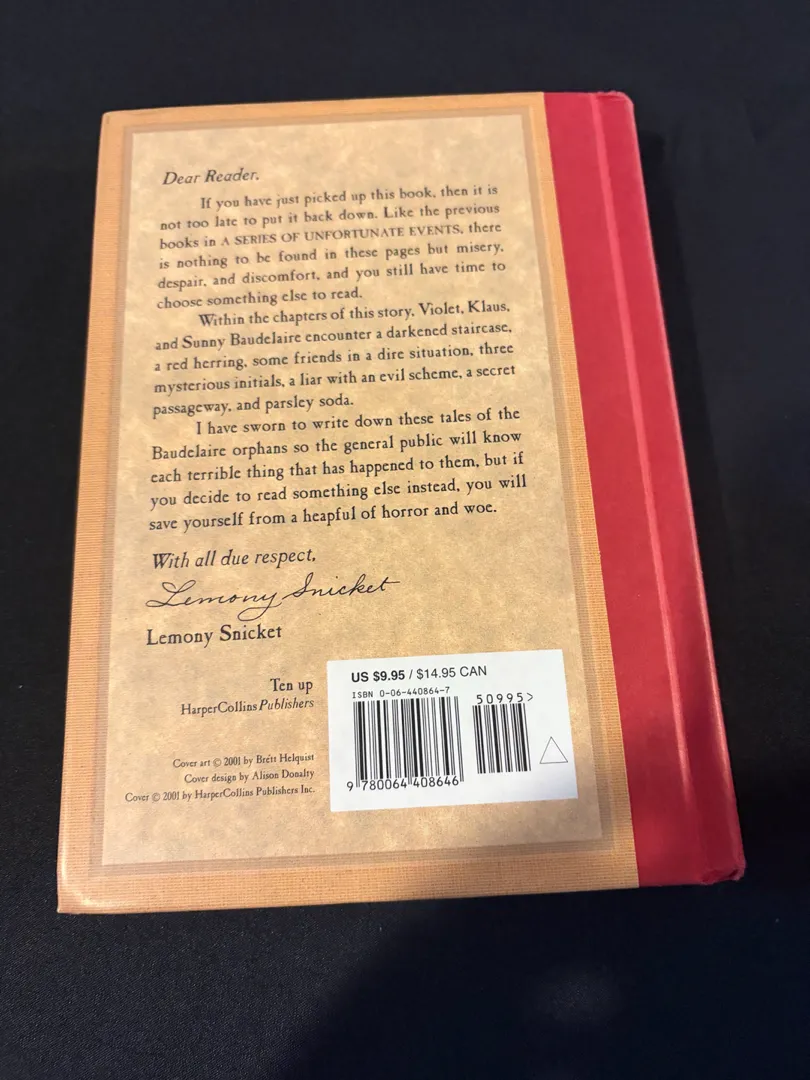 Dear Reader,
If you have just picked up this book, then it is
not too late to put it back down. Like the previous
books in A SERIES OF UNFORTUNATE EVENTS, there
is nothing to be found in these pages but misery,
despair, and discomfort, and you still have time to
choose something else to read.
Within the chapters of this story, Violet, Klaus,
and Sunny Baudelaire encounter a darkened staircase,
a red herring, some friends in a dire situation, three
mysterious initials, a liar with an evil scheme, a secret
passageway, and parsley soda.
I have sworn to write down these tales of the
Baudelaire orphans so the general public will know
each terrible thing that has happened to them, but if
you decide to read something else instead, you will
save yourself from a heapful of horror and woe.
With all due respect,
Lemony Snicket
Lemony Snicket
Ten up
HarperCollinsPublishers
Cover art © 2001 by Brett Helquist
Cover design by Alison Donalty
Cover © 2001 by HarperCollins Publishers Inc.
US $9.95 / $14.95 CAN
ISBN 0-06-440864-7
50995>
9 780064 408646